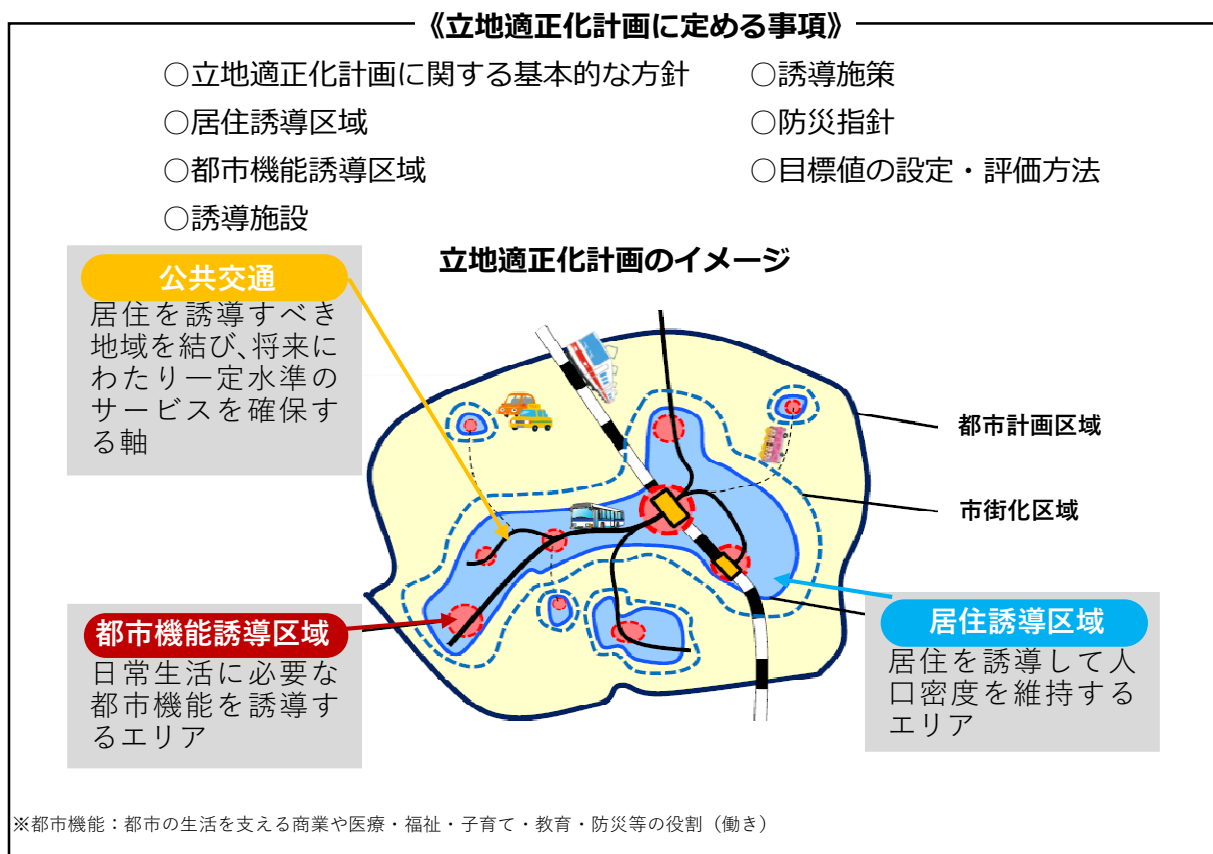 《立地適正化計画に定める事項》
○立地適正化計画に関する基本的な方針
○居住誘導区域
○都市機能誘導区域
○誘導施設
○誘導施策
○防災指針
○目標値の設定・評価方法
立地適正化計画のイメージ
公共交通
居住を誘導すべき
地域を結び、将来に
わたり一定水準の
サービスを確保す
る軸
都市計画区域
市街化区域
都市機能誘導区域
日常生活に必要な
都市機能を誘導す
るエリア
居住誘導区域
居住を誘導して人
口密度を維持する
エリア
※都市機能：都市の生活を支える商業や医療・福祉・子育て・教育・防災等の役割（働き）